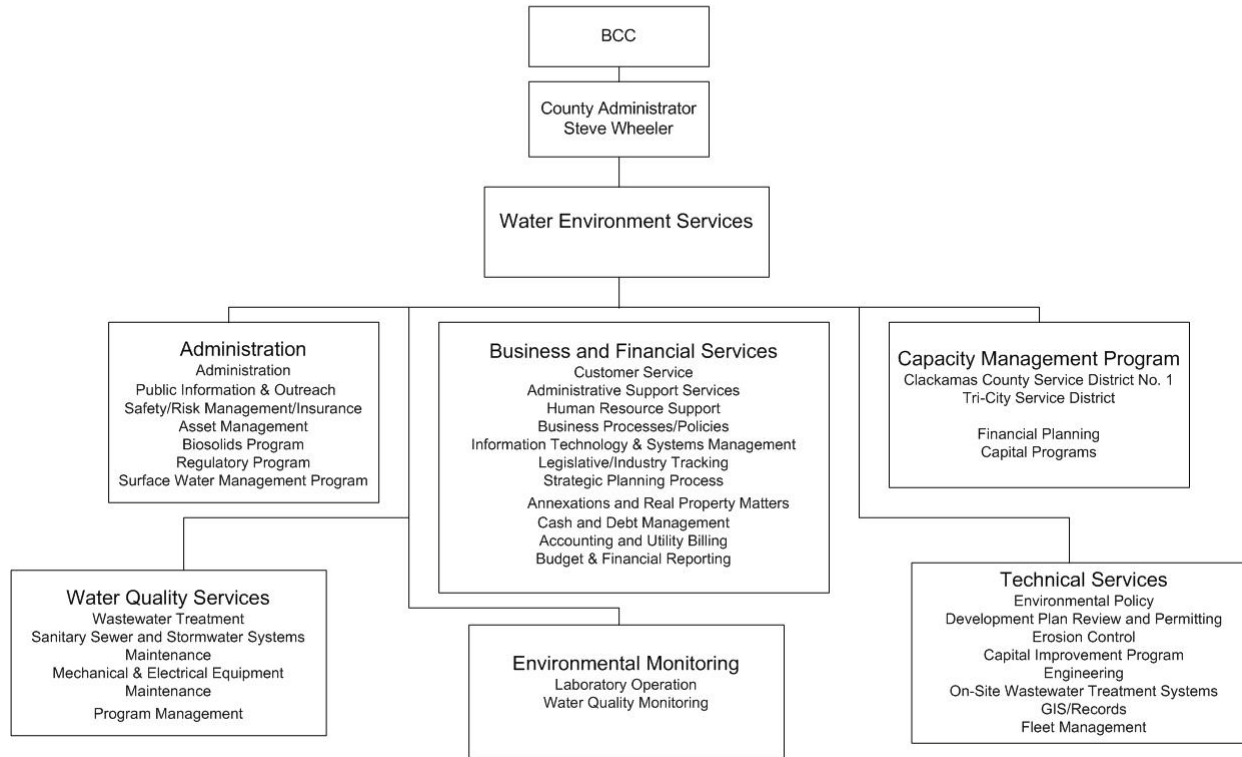 BCC
County Administrator
Steve Wheeler
Water Environment Services
Administration
Administration
Public Information & Outreach
Safety/Risk Management/Insurance
Asset Management
Biosolids Program
Regulatory Program
Surface Water Management Program
Business and Financial Services
Customer Service
Administrative Support Services
Human Resource Support
Business Processes/Policies
Information Technology & Systems Management
Legislative/Industry Tracking
Strategic Planning Process
Annexations and Real Property Matters
Cash and Debt Management
Accounting and Utility Billing
Budget & Financial Reporting
Capacity Management Program
Clackamas County Service District No. 1
Tri-City Service District
Financial Planning
Capital Programs
Water Quality Services
Wastewater Treatment
Sanitary Sewer and Stormwater Systems
Maintenance
Mechanical & Electrical Equipment
Maintenance
Program Management
Environmental Monitoring
Laboratory Operation
Water Quality Monitoring
Technical Services
Environmental Policy
Development Plan Review and Permitting
Erosion Control
Capital Improvement Program
Engineering
On-Site Wastewater Treatment Systems
GIS/Records
Fleet Management